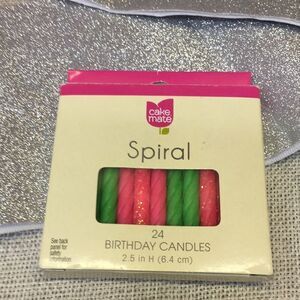 cake
mate
Spiral
See back
panel for
safety
information.
24
BIRTHDAY CANDLES
2.5 in H (6.4 cm)